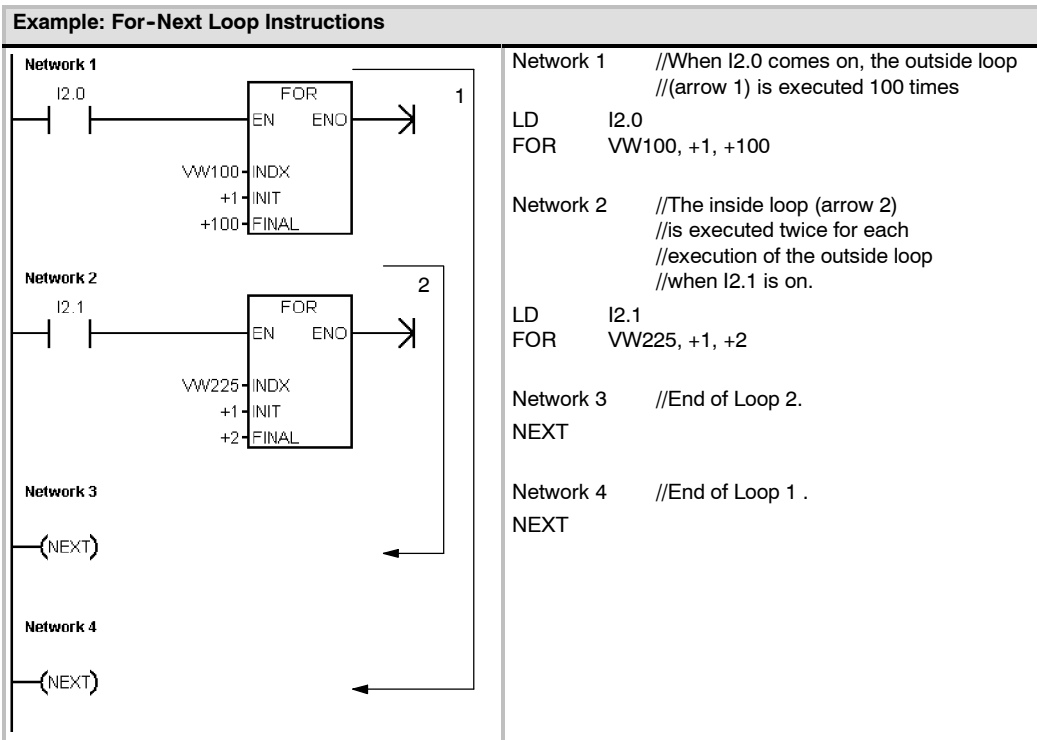 Example: For-Next Loop Instructions
Network 1
I2.0
FOR
EN ENO
1
VW100 INDX
+1 INIT
+100 FINAL
Network 2
I2.1
FOR
EN ENO
2
VW225 INDX
+1 INIT
+2 FINAL
Network 3
(NEXT)
Network 4
(NEXT)
Network 1 //When I2.0 comes on, the outside loop
//(arrow 1) is executed 100 times
LD I2.0
FOR VW100, +1, +100
Network 2 //The inside loop (arrow 2)
//is executed twice for each
//execution of the outside loop
//when I2.1 is on.
LD I2.1
FOR VW225, +1, +2
Network 3 //End of Loop 2.
NEXT
Network 4 //End of Loop 1 .
NEXT